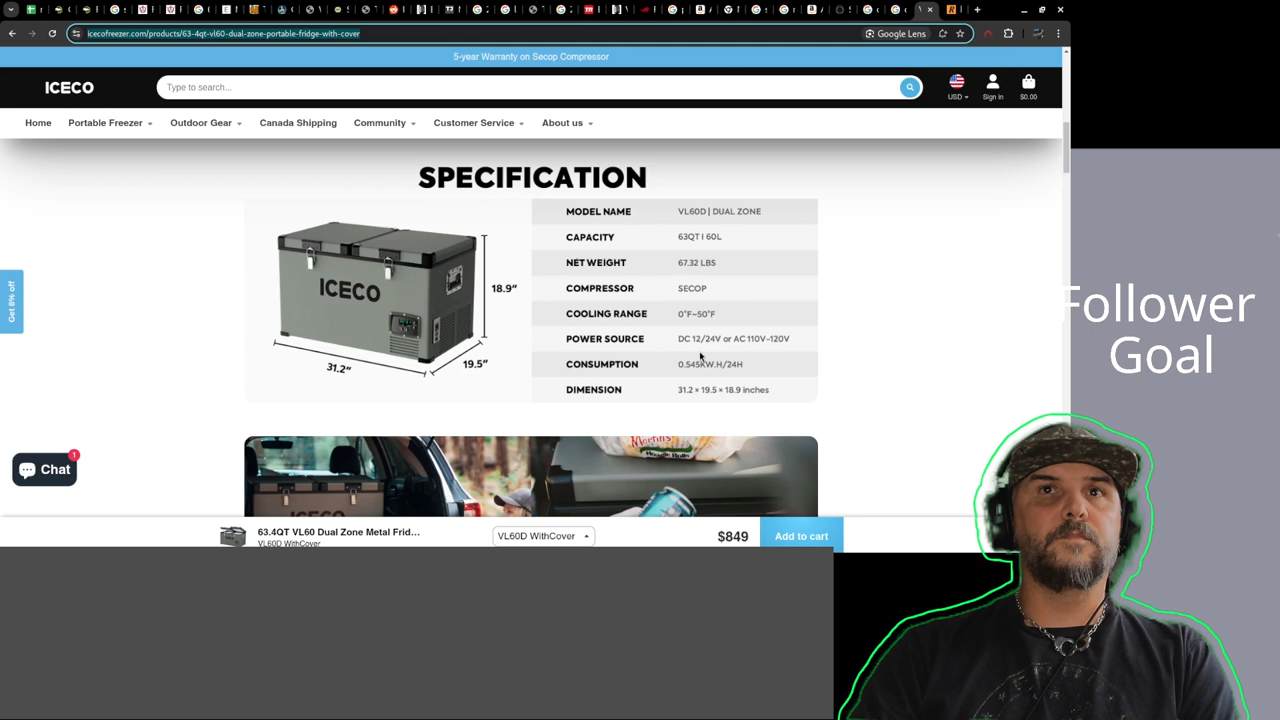 icecofreezer.com/products/63-4qt-vl60-dual-zone-portable-fridge-with-cover
Google Lens
5-year Warranty on Secop Compressor
ICECO
Type to search...
USD
Sign in
$0.00
Home
Portable Freezer
Outdoor Gear
Canada Shipping
Community
Customer Service
About us
SPECIFICATION
ICECO
18.9”
19.5”
31.2”
MODEL NAME VL60D | DUAL ZONE
CAPACITY 63QT I 60L
NET WEIGHT 67.32 LBS
COMPRESSOR SECOP
COOLING RANGE 0°F~50°F
POWER SOURCE DC 12/24V or AC 110V-120V
CONSUMPTION 0.545KW.H/24H
DIMENSION 31.2 × 19.5 × 18.9 inches
Get 8% off
Follower
Goal
Martin's
Chat
1
63.4QT VL60 Dual Zone Metal Frid...
VL60D WithCover
VL60D WithCover
$849
Add to cart